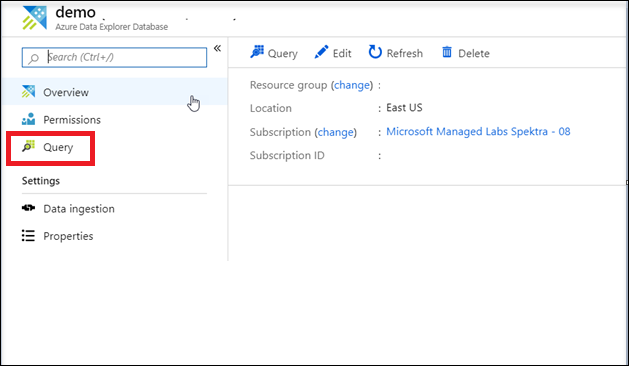 demo
Azure Data Explorer Database
Search (Ctrl+/)
«
Overview
Permissions
Query
Settings
Data ingestion
Properties
Query Edit Refresh Delete
Resource group (change) :
Location : East US
Subscription (change) : Microsoft Managed Labs Spektra - 08
Subscription ID :